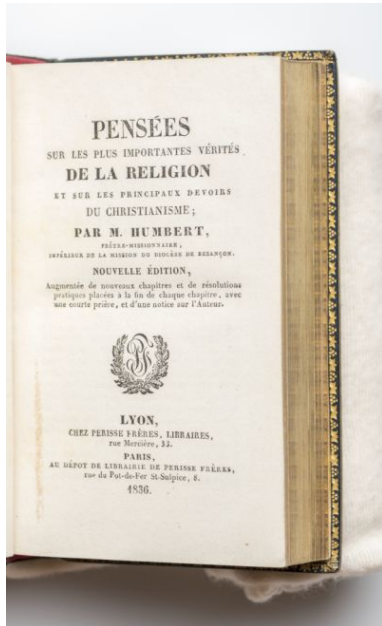 PENSÉES
SUR LES PLUS IMPORTANTES VÉRITÉS
DE LA RELIGION
ET SUR LES PRINCIPAUX DEVOIRS
DU CHRISTIANISME;
PAR M. HUMBERT,
PRÊTRE-MISSIONNAIRE,
SUPÉRIEUR DE LA MISSION DU DIOCÈSE DE BESANÇON.
NOUVELLE ÉDITION,
Augmentée de nouveaux chapitres et de résolutions
pratiques placées à la fin de chaque chapitre, avec
une courte prière, et d'une notice sur l'Auteur.
LYON,
CHEZ PERISSE FRÈRES, LIBRAIRES,
rue Mercière, 33.
PARIS,
AU DÉPOT DE LIBRAIRIE DE PERISSE FRÈRES,
rue du Pot-de-Fer St-Sulpice, 8.
1836.